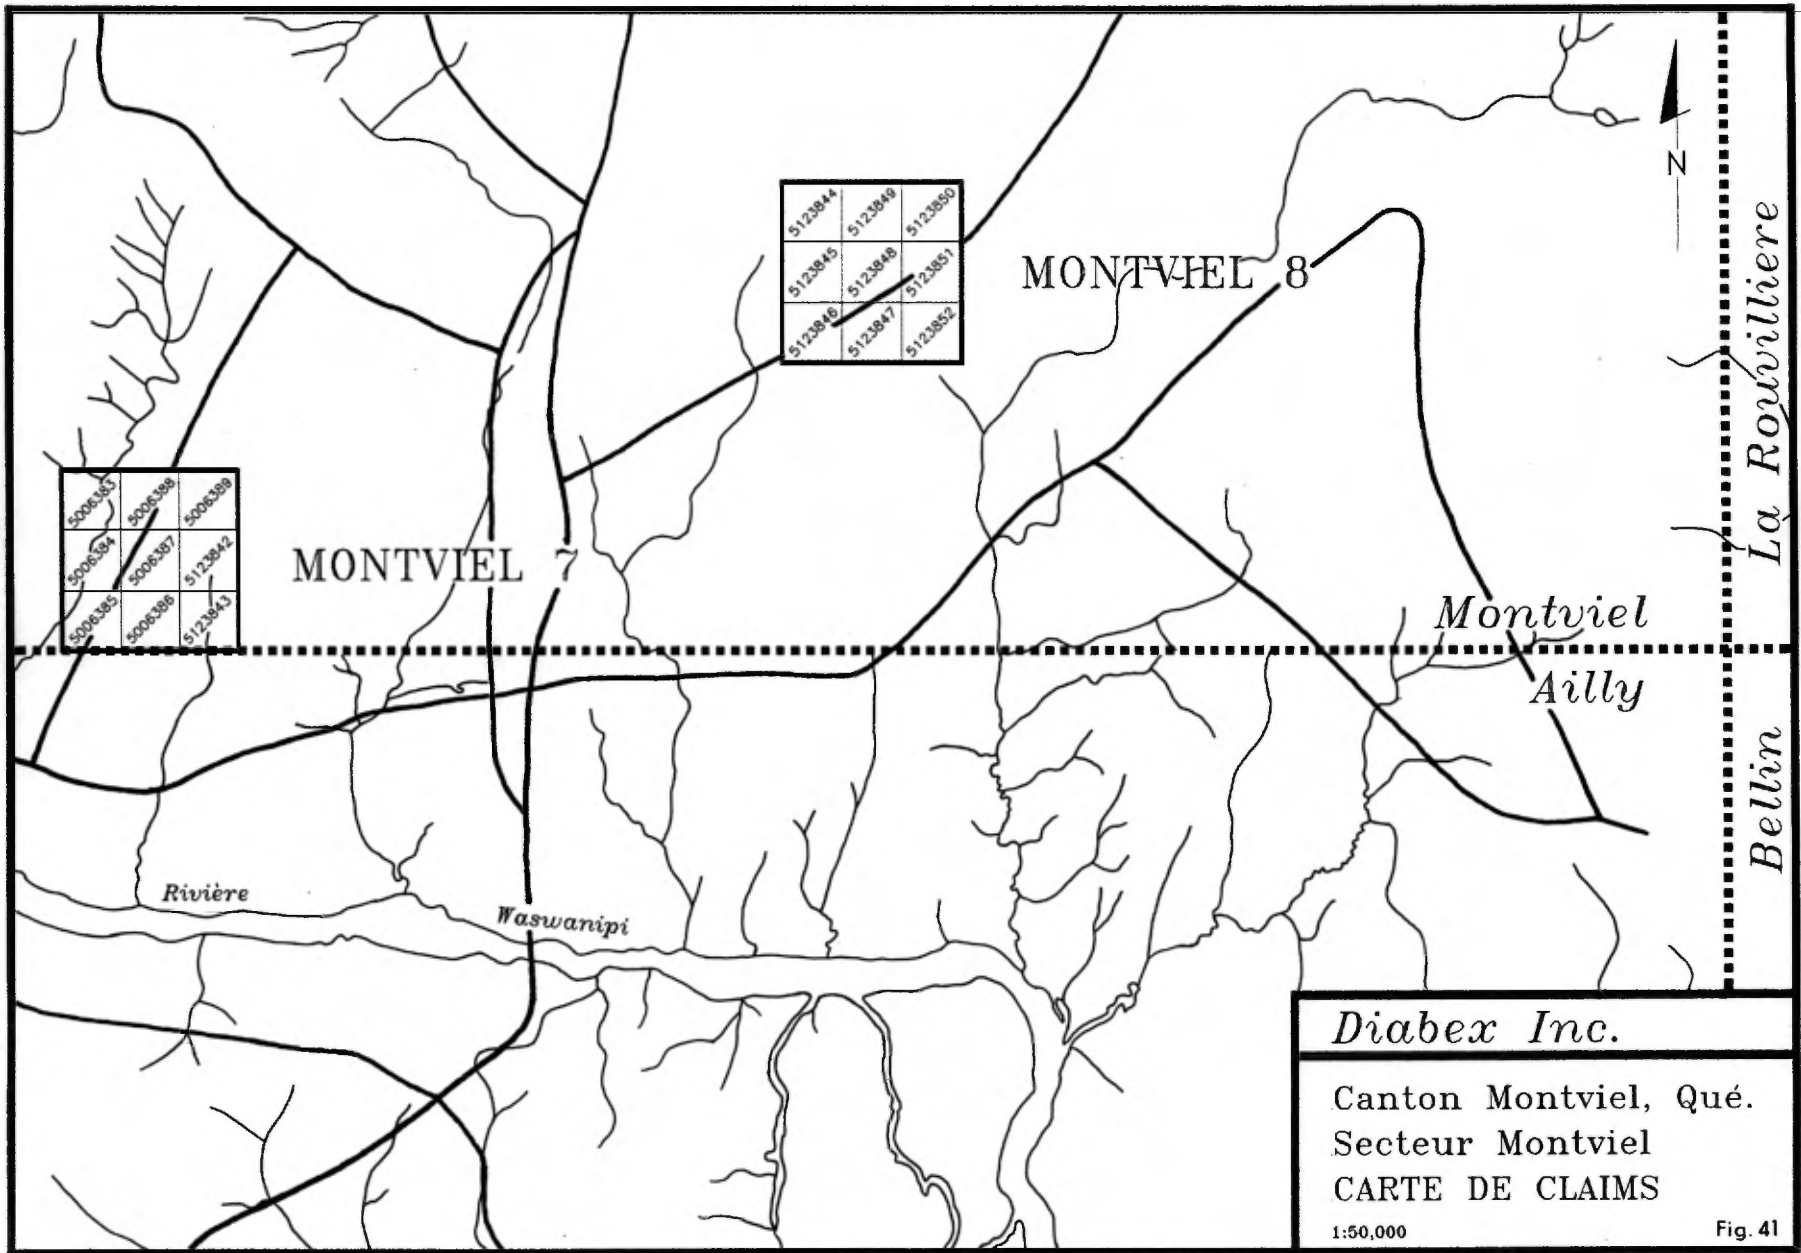 5123844 5123849 5123850
5123845 5123848 5123851
5123846 5123847 5123852
N
MONTVIEL 8
La Rouvilliere
5006383 5006388 5006389
5006384 5006387 5123842
5006385 5006386 5123843
MONTVIEL 7
Montviel
Ailly
Bellin
Rivière
Waswanipi
Diabex Inc.
Canton Montviel, Qué.
Secteur Montviel
CARTE DE CLAIMS
1:50,000
Fig. 41